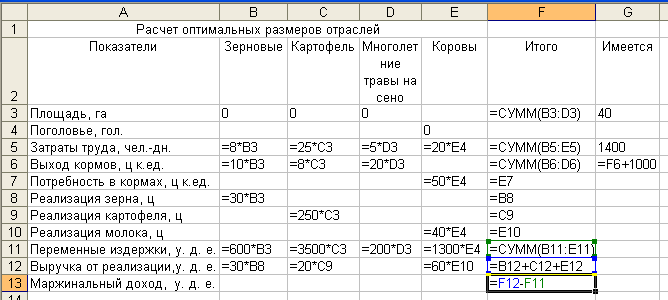 A B C D E F G
1 Расчет оптимальных размеров отраслей
2 Показатели Зерновые Картофель Многолет ние травы на сено Коровы Итого Имеется
3 Площадь, га 0 0 0 =СУММ(B3:D3) 40
4 Поголовье, гол. 0
5 Затраты труда, чел.-дн. =8*B3 =25*C3 =5*D3 =20*E4 =СУММ(B5:E5) 1400
6 Выход кормов, ц к.ед. =10*B3 =8*C3 =20*D3 =СУММ(B6:D6) =F6+1000
7 Потребность в кормах, ц к.ед. =50*E4 =E7
8 Реализация зерна, ц =30*B3 =B8
9 Реализация картофеля, ц =250*C3 =C9
10 Реализация молока, ц =40*E4 =E10
11 Переменные издержки, у. д. е. =600*B3 =3500*C3 =200*D3 =1300*E4 =СУММ(B11:E11)
12 Выручка от реализации,у. д. е. =30*B8 =20*C9 =60*E10 =B12+C12+E12
13 Маржинальный доход, у. д. е. =F12-F11